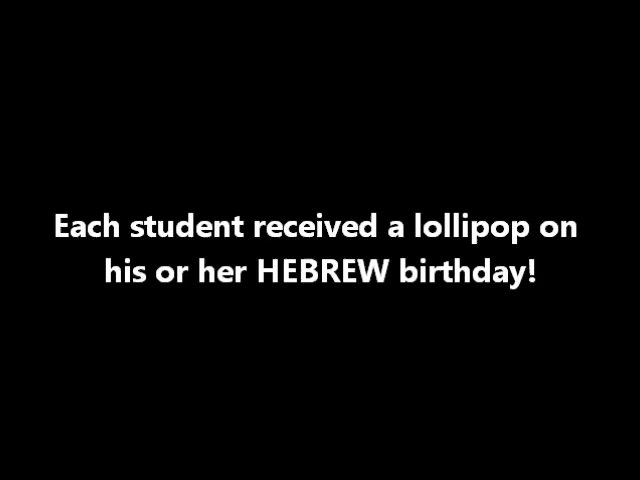 Each student received a lollipop on
his or her HEBREW birthday!